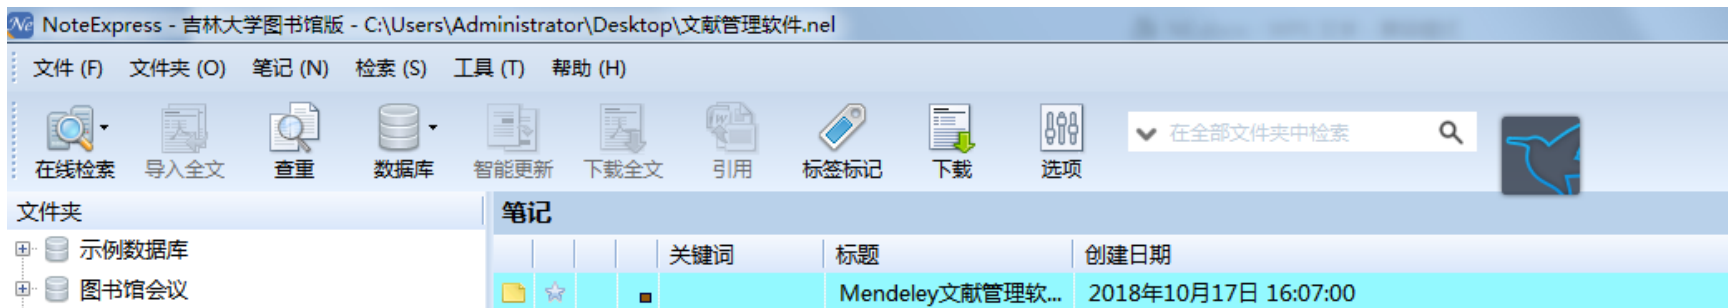 Ne NoteExpress - 吉林大学图书馆版 - C:\Users\Administrator\Desktop\文献管理软件.nel
文件 (F) 文件夹 (O) 笔记 (N) 检索 (S) 工具 (T) 帮助 (H)
在线检索 导入全文 查重 数据库 智能更新 下载全文 引用 标签标记 下载 选项 在全部文件夹中检索
文件夹 笔记
示例数据库 关键词 标题 创建日期
图书馆会议 Mendeley文献管理软... 2018年10月17日 16:07:00